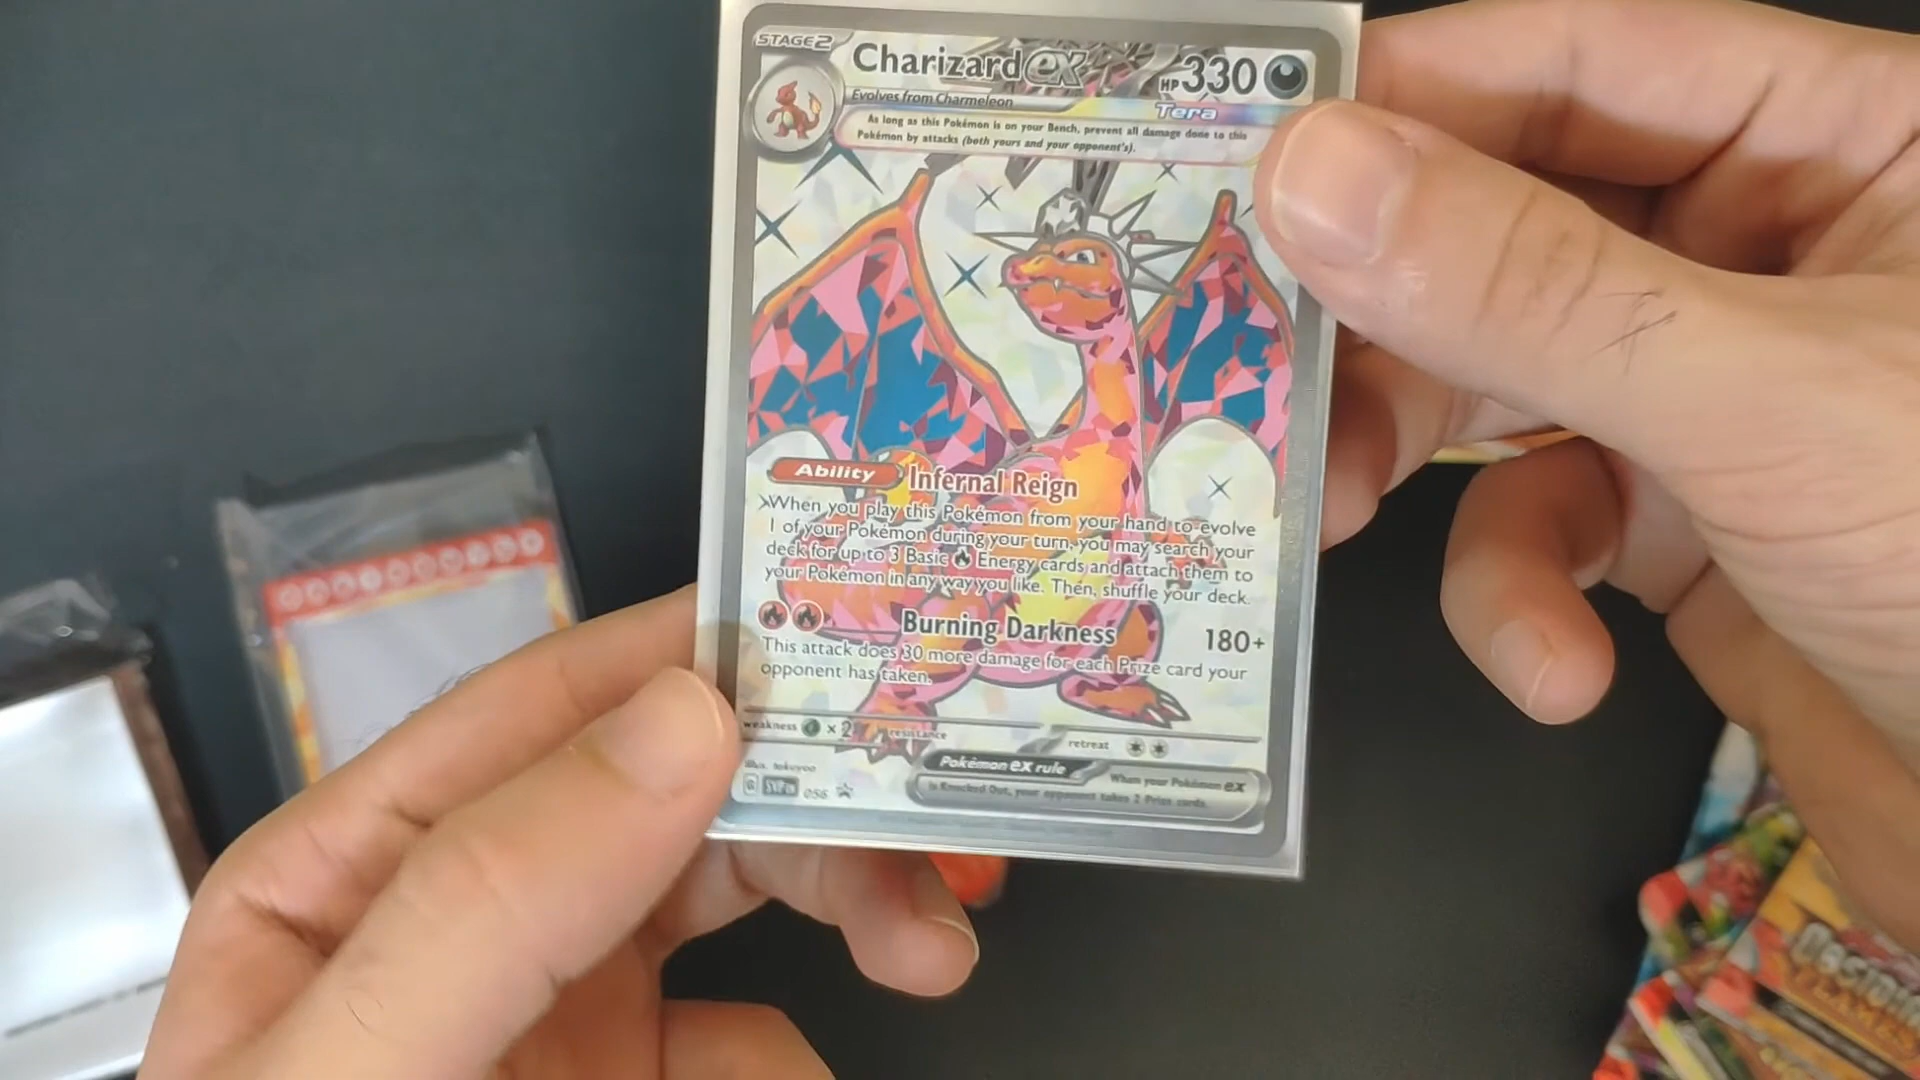 STAGE2
Charizard ex HP 330
Evolves from Charmeleon
Tera
As long as this Pokémon is on your Bench, prevent all damage done to this
Pokémon by attacks (both yours and your opponent's).
Ability Infernal Reign
When you play this Pokémon from your hand to evolve
1 of your Pokémon during your turn, you may search your
deck for up to 3 Basic Energy cards and attach them to
your Pokémon in any way you like. Then, shuffle your deck.
Burning Darkness 180+
This attack does 30 more damage for each Prize card your
opponent has taken.
weakness ×2 resistance retreat
Illus. tokuyoo
Pokémon ex rule When your Pokémon ex
is Knocked Out, your opponent takes 2 Prize cards.
G SVP EN 056
FLAMES